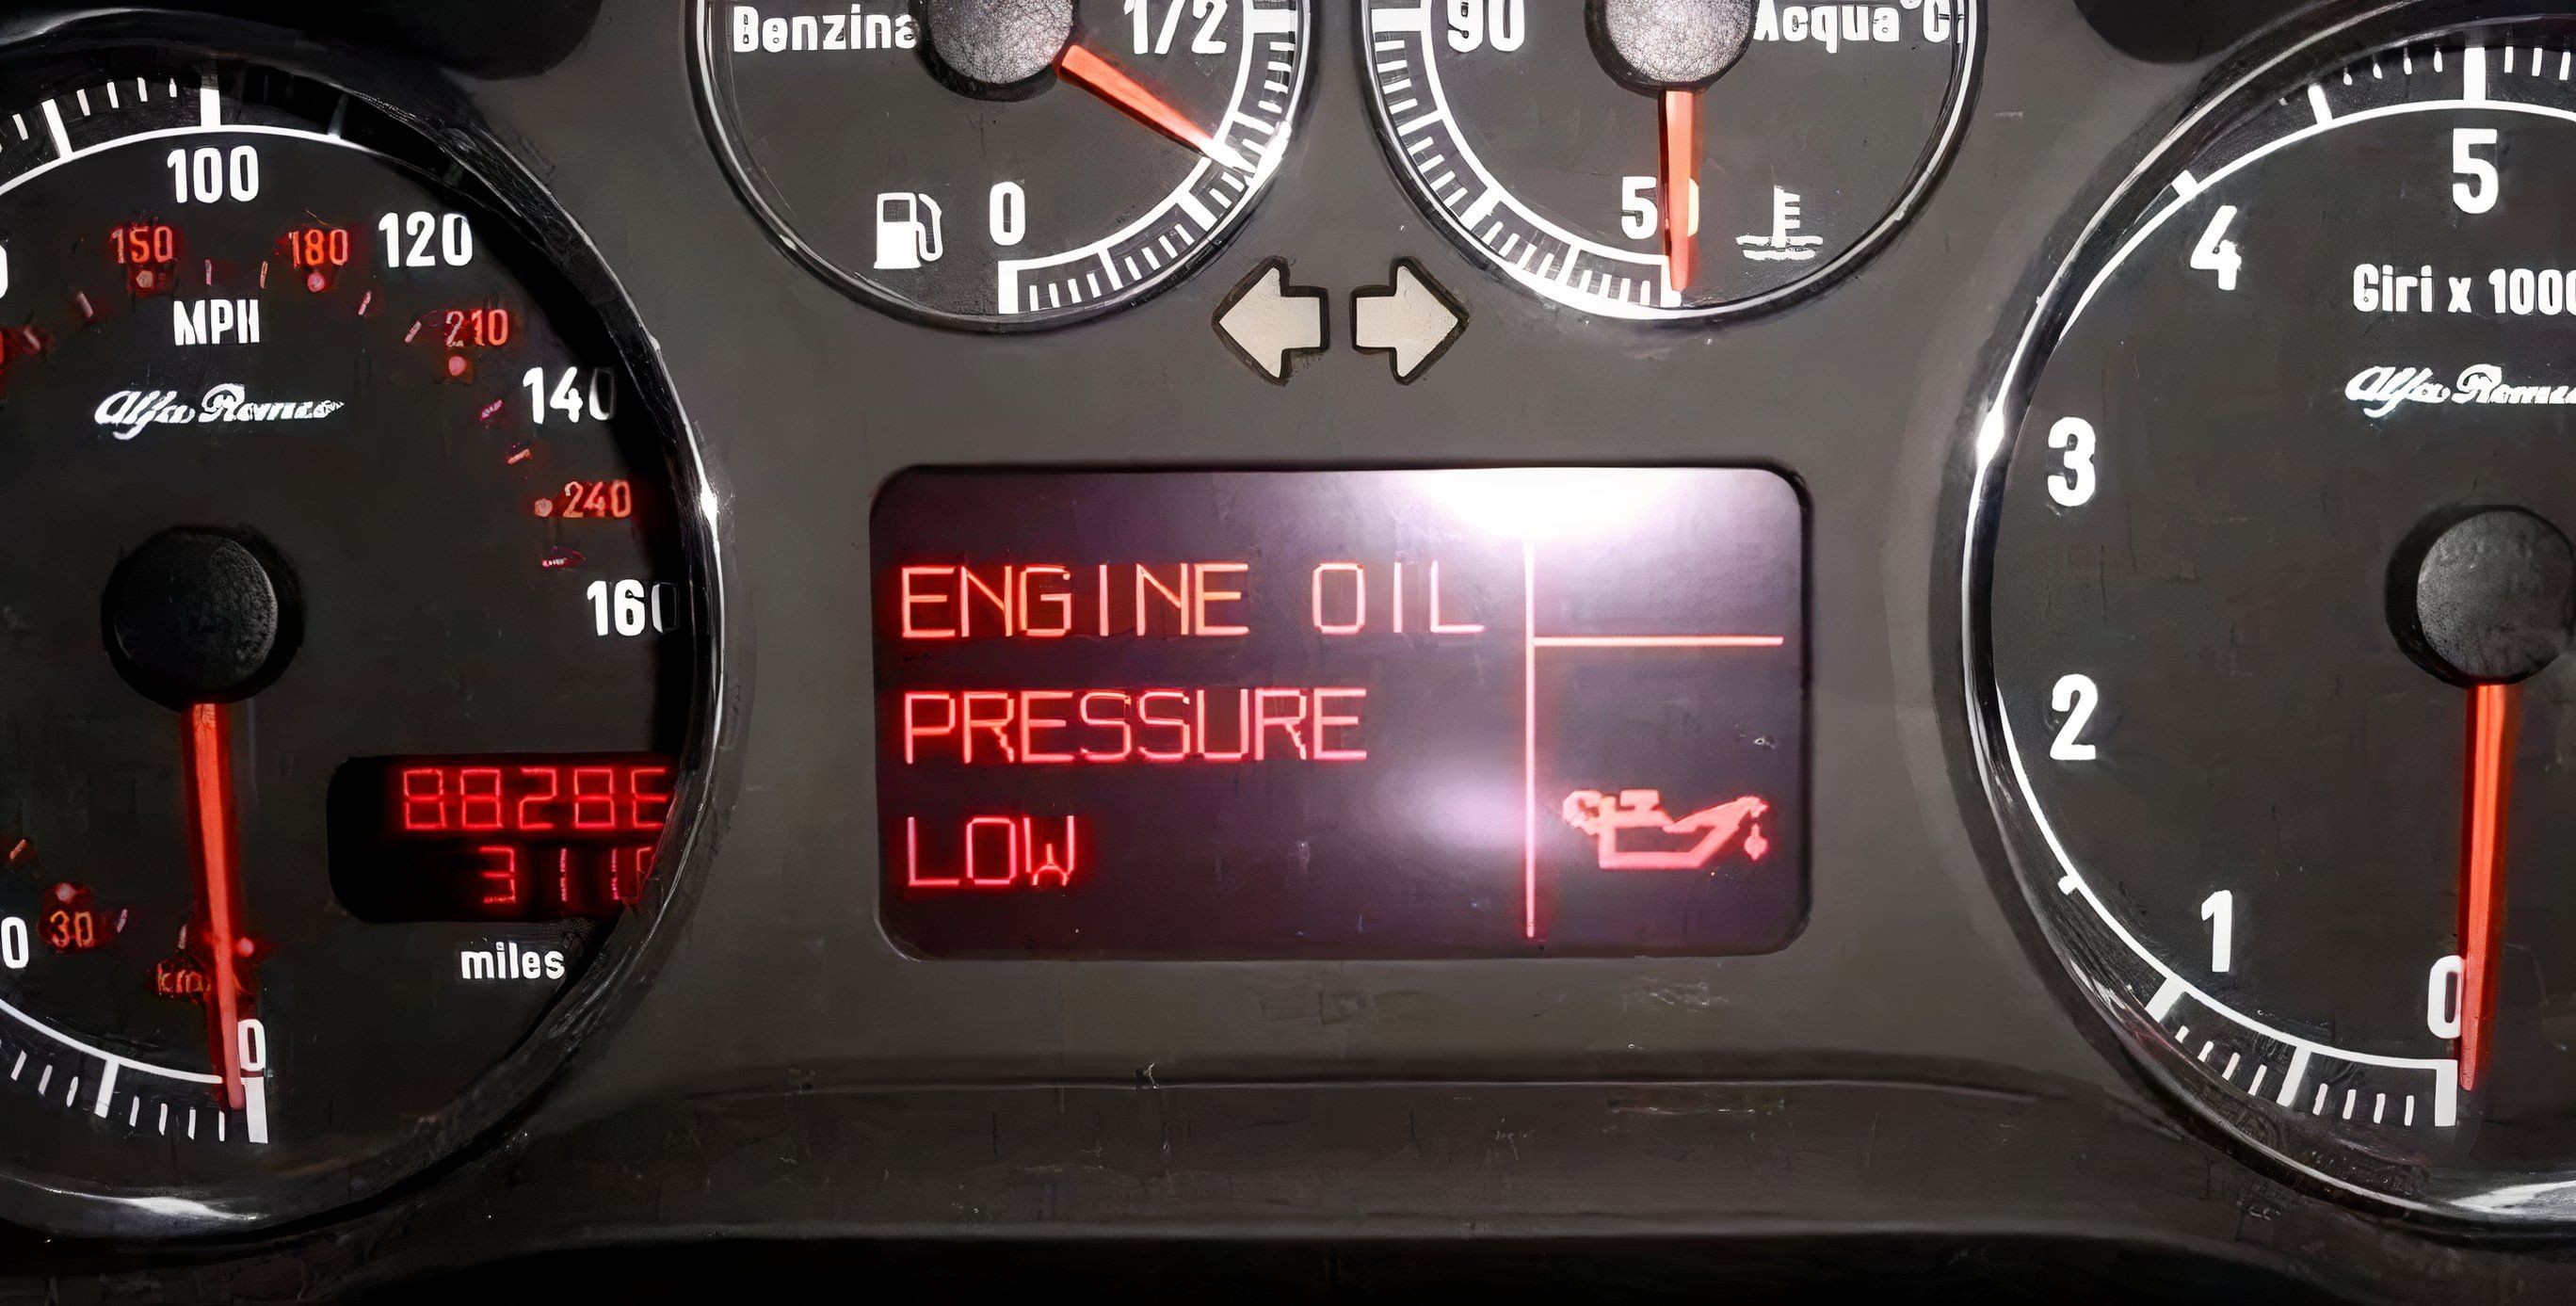 Benzina
1/2
0
90
Acqua°C
100
120
140
160
150
180
210
240
MPH
Alfa Romeo
30
0
miles
ENGINE OIL
PRESSURE
LOW
5
4
3
2
1
0
Giri x 1000
Alfa Romeo